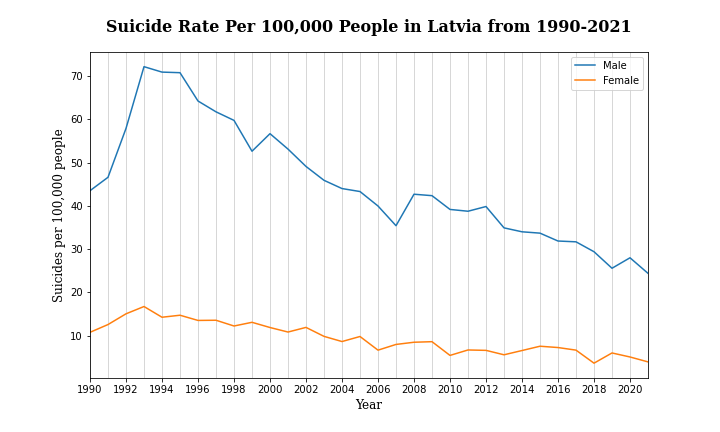 Suicide Rate Per 100,000 People in Latvia from 1990-2021
Male
Female
Suicides per 100,000 people
70
60
50
40
30
20
10
1990 1992 1994 1996 1998 2000 2002 2004 2006 2008 2010 2012 2014 2016 2018 2020
Year